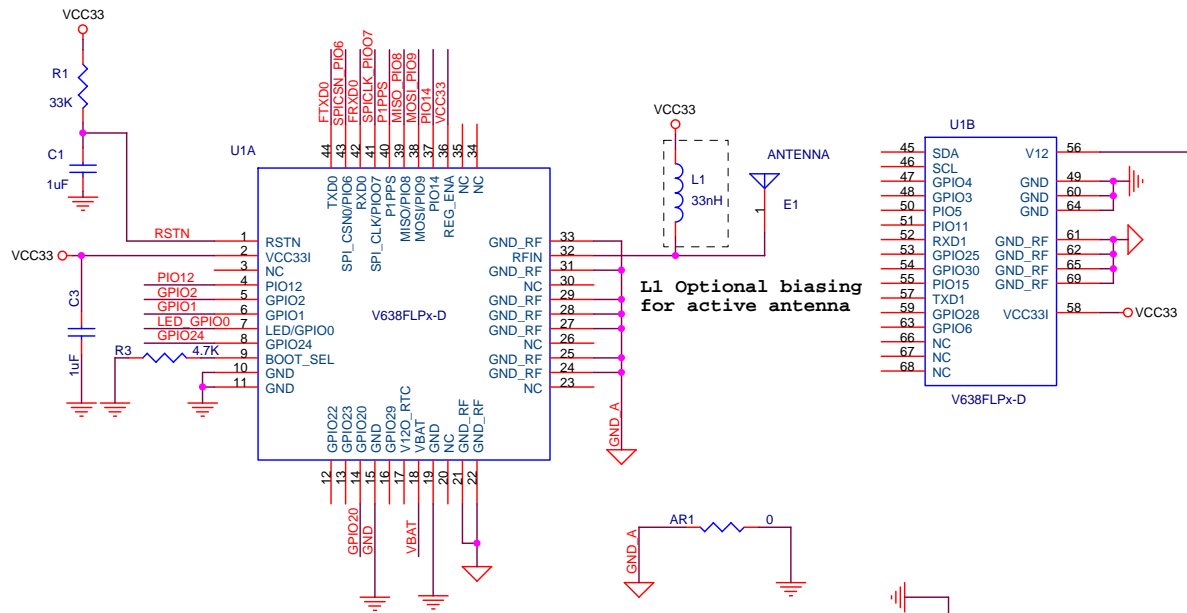 VCC33
R1
33K
C1
1uF
FTXD0
SPICSN_PIO6
FRXD0
SPICLK_PIOO7
P1PPS
MISO_PIO8
MOSI_PIO9
PIO14
VCC33
44
43
42
41
40
39
38
37
36
35
34
TXD0
SPI_CSN0/PIO6
RXD0
SPI_CLK/PIOO7
P1PPS
MISO/PIO8
MOSI/PIO9
PIO14
REG_ENA
NC
NC
U1A
RSTN
VCC33
PIO12
GPIO2
GPIO1
LED_GPIO0
GPIO24
C3
1uF
R3
4.7K
1 RSTN
2 VCC33I
3 NC
4 PIO12
5 GPIO2
6 GPIO1
7 LED/GPIO0
8 GPIO24
9 BOOT_SEL
10 GND
11 GND
V638FLPx-D
GND_RF 33
RFIN 32
GND_RF 31
NC 30
GND_RF 29
GND_RF 28
GND_RF 27
NC 26
GND_RF 25
GND_RF 24
NC 23
GPIO22
GPIO23
GPIO20
GND
GPIO29
V12O_RTC
VBAT
GND
NC
GND_RF
GND_RF
12
13
14
15
16
17
18
19
20
21
22
GPIO20
GND
VBAT
GND_A
VCC33
L1
33nH
ANTENNA
1
E1
L1 Optional biasing
for active antenna
GND_A
AR1
0
U1B
45 SDA
46 SCL
47 GPIO4
48 GPIO3
50 PIO5
51 PIO11
52 RXD1
53 GPIO25
54 GPIO30
55 PIO15
57 TXD1
59 GPIO28
63 GPIO6
66 NC
67 NC
68 NC
V12 56
GND 49
GND 60
GND 64
GND_RF 61
GND_RF 62
GND_RF 65
GND_RF 69
VCC33I 58
VCC33
V638FLPx-D